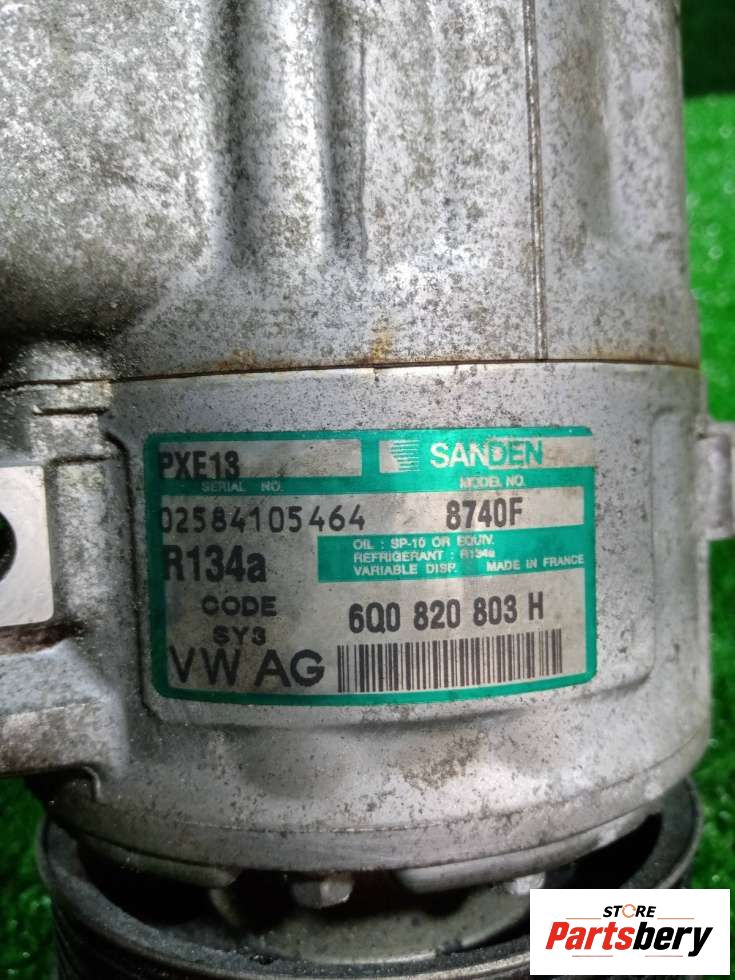 PXE13
SANDEN
SERIAL NO.
MODEL NO.
02584105464
8740F
R134a
OIL : SP-10 OR EQUIV.
REFRIGERANT : R134a
VARIABLE DISP. MADE IN FRANCE
CODE
SY3
6Q0 820 803 H
VW AG
STORE
Partsbery